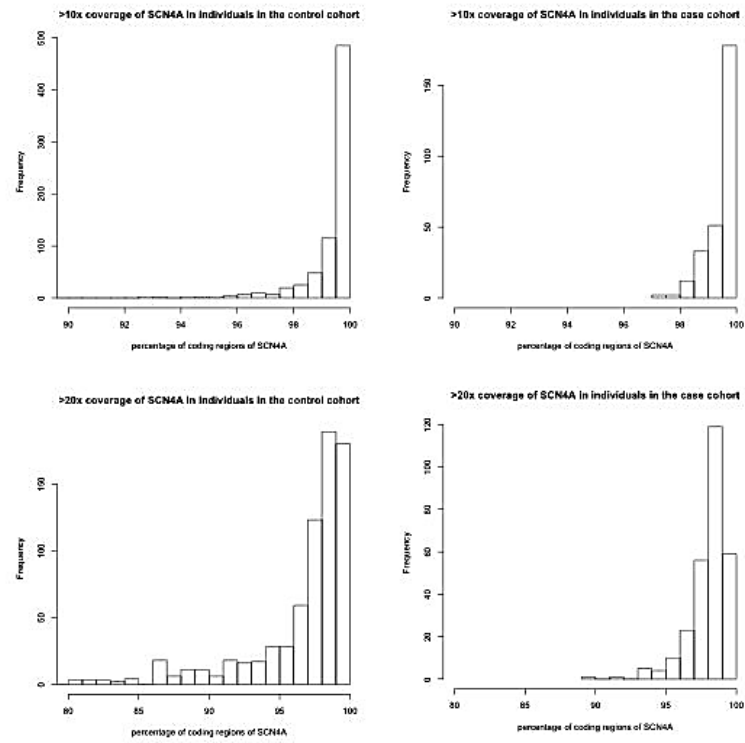 >10x coverage of SCN4A in individuals in the control cohort
Frequency
500
400
300
200
100
0
90 92 94 96 98 100
percentage of coding regions of SCN4A
>10x coverage of SCN4A in individuals in the case cohort
Frequency
150
100
50
0
90 92 94 96 98 100
percentage of coding regions of SCN4A
>20x coverage of SCN4A in individuals in the control cohort
Frequency
150
100
50
0
80 85 90 95 100
percentage of coding regions of SCN4A
>20x coverage of SCN4A in individuals in the case cohort
Frequency
120
100
80
60
40
20
0
80 85 90 95 100
percentage of coding regions of SCN4A